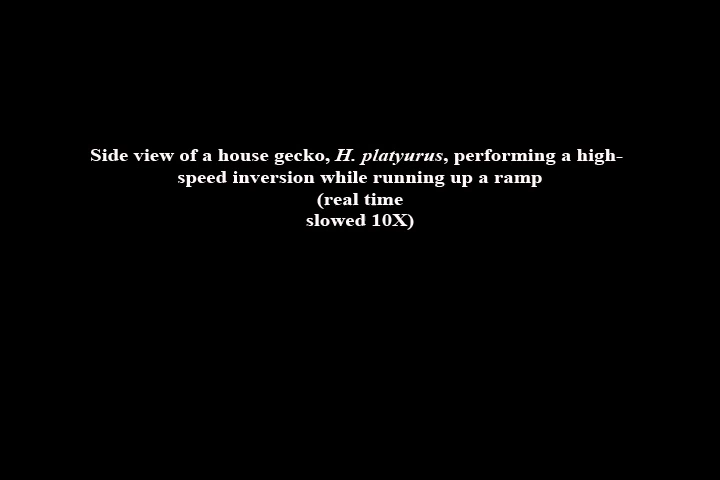 Side view of a house gecko, H. platyurus, performing a high-
speed inversion while running up a ramp
(real time
slowed 10X)